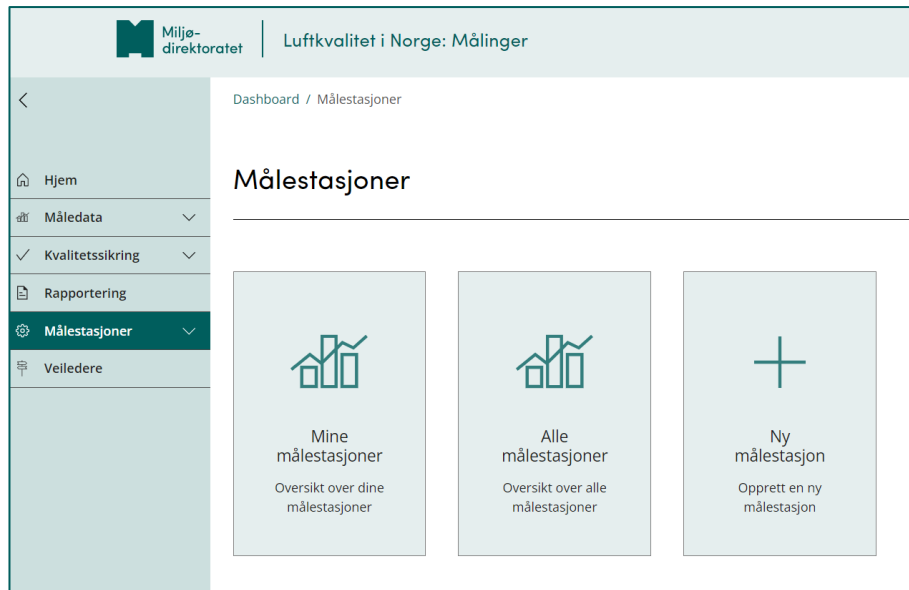 Miljø-
direktoratet
Luftkvalitet i Norge: Målinger
Dashboard / Målestasjoner
Hjem
Måledata
Kvalitetssikring
Rapportering
Målestasjoner
Veiledere
Målestasjoner
Mine
målestasjoner
Oversikt over dine
målestasjoner
Alle
målestasjoner
Oversikt over alle
målestasjoner
Ny
målestasjon
Opprett en ny
målestasjon